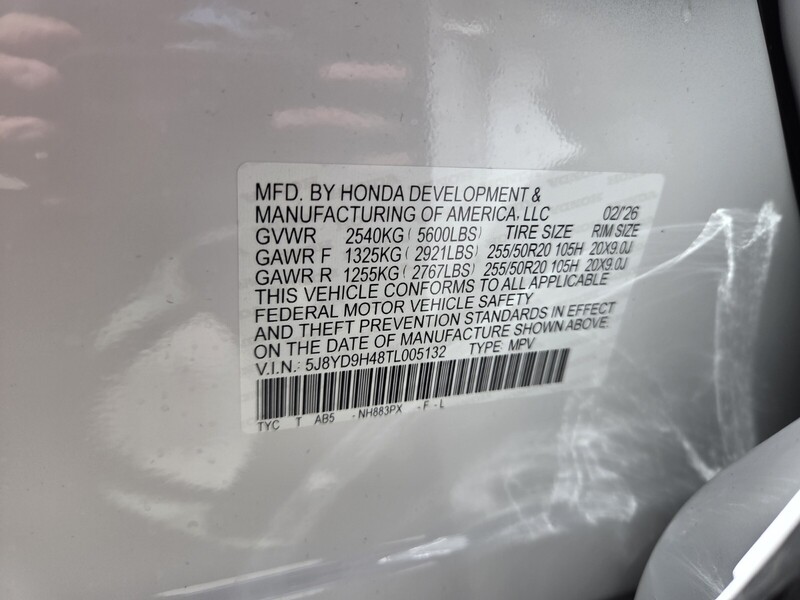 MFD. BY HONDA DEVELOPMENT &
MANUFACTURING OF AMERICA, LLC 02/'26
GVWR 2540KG ( 5600LBS) TIRE SIZE RIM SIZE
GAWR F 1325KG ( 2921LBS) 255/50R20 105H 20X9.0J
GAWR R 1255KG ( 2767LBS) 255/50R20 105H 20X9.0J
THIS VEHICLE CONFORMS TO ALL APPLICABLE
FEDERAL MOTOR VEHICLE SAFETY
AND THEFT PREVENTION STANDARDS IN EFFECT
ON THE DATE OF MANUFACTURE SHOWN ABOVE.
V.I.N.: 5J8YD9H48TL005132 TYPE: MPV
TYC T AB5 - NH883PX - F - L